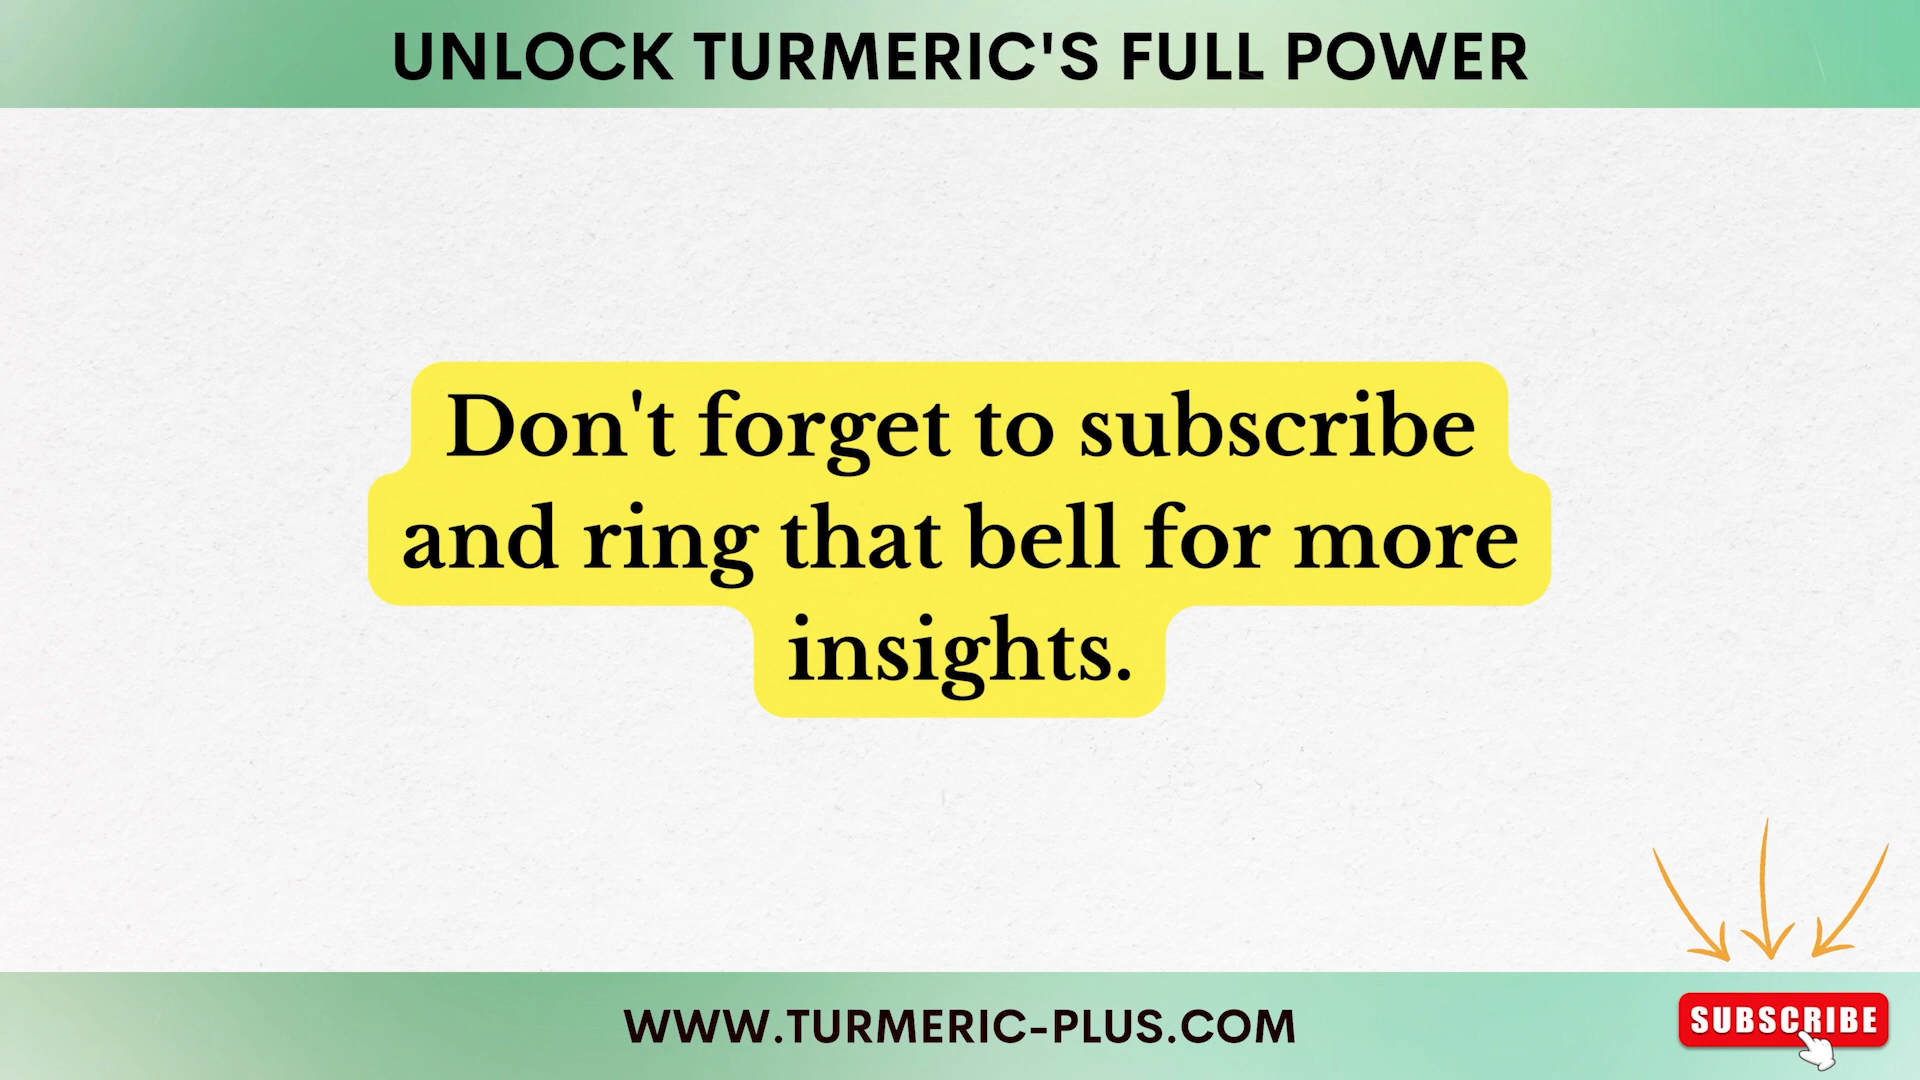 UNLOCK TURMERIC'S FULL POWER
Don't forget to subscribe
and ring that bell for more
insights.
WWW.TURMERIC-PLUS.COM
SUBSCRIBE